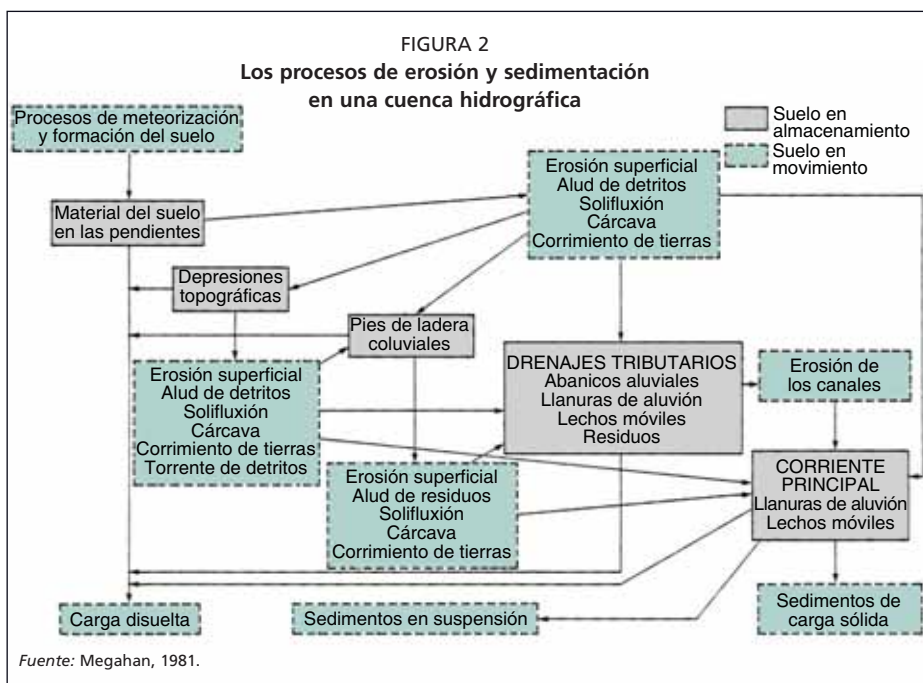 FIGURA 2
Los procesos de erosión y sedimentación
en una cuenca hidrográfica
Procesos de meteorización
y formación del suelo
Suelo en
almacenamiento
Suelo en
movimiento
Erosión superficial
Alud de detritos
Solifluxión
Cárcava
Corrimiento de tierras
Material del suelo
en las pendientes
Depresiones
topográficas
Pies de ladera
coluviales
DRENAJES TRIBUTARIOS
Abanicos aluviales
Llanuras de aluvión
Lechos móviles
Residuos
Erosión de
los canales
Erosión superficial
Alud de detritos
Solifluxión
Cárcava
Corrimiento de tierras
Torrente de detritos
Erosión superficial
Alud de residuos
Solifluxión
Cárcava
Corrimiento de tierras
CORRIENTE
PRINCIPAL
Llanuras de aluvión
Lechos móviles
Carga disuelta
Sedimentos en suspensión
Sedimentos de
carga sólida
Fuente: Megahan, 1981.